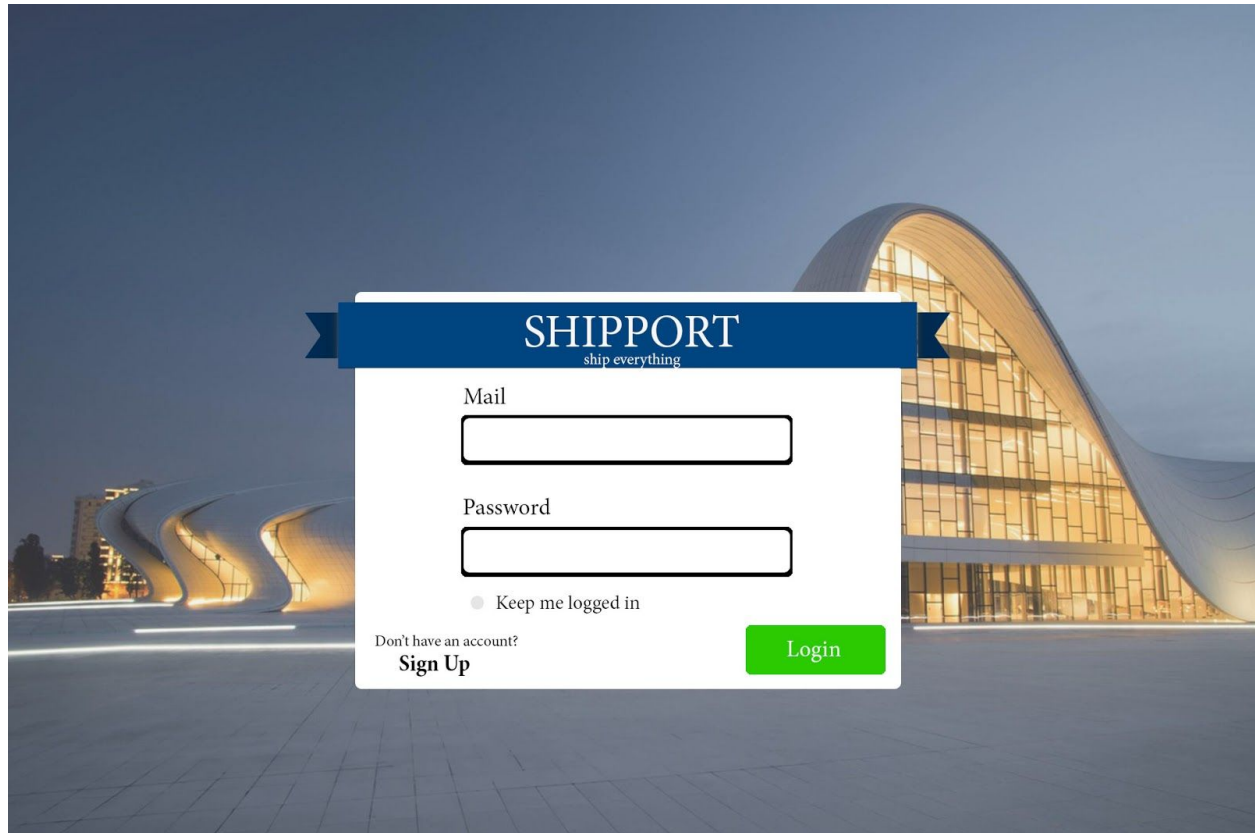 SHIPPORT
ship everything
Mail
Password
Keep me logged in
Don't have an account?
Sign Up
Login